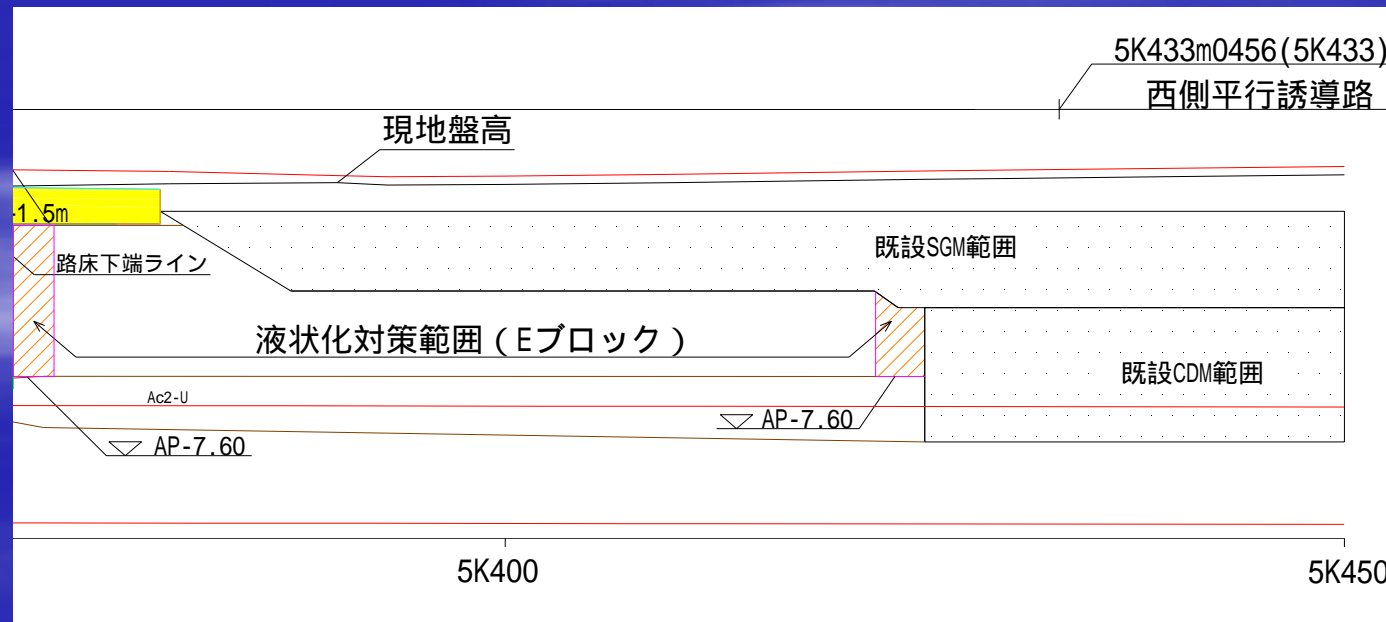 5K433m0456(5K433)
西側平行誘導路
現地盤高
-1.5m
既設SGM範囲
路床下端ライン
液状化対策範囲（Eブロック）
既設CDM範囲
Ac2-U
AP-7.60
AP-7.60
5K400
5K450